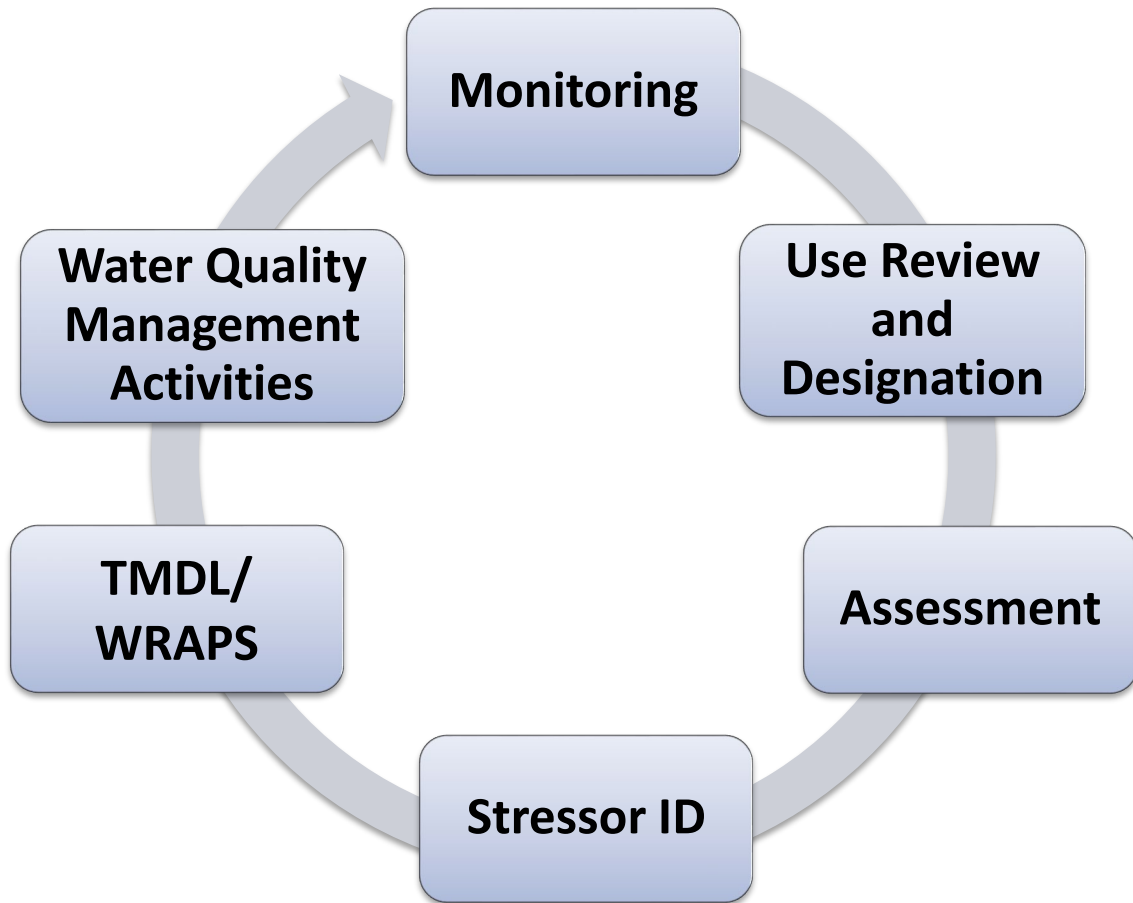 Monitoring
Use Review
and
Designation
Assessment
Stressor ID
TMDL/
WRAPS
Water Quality
Management
Activities